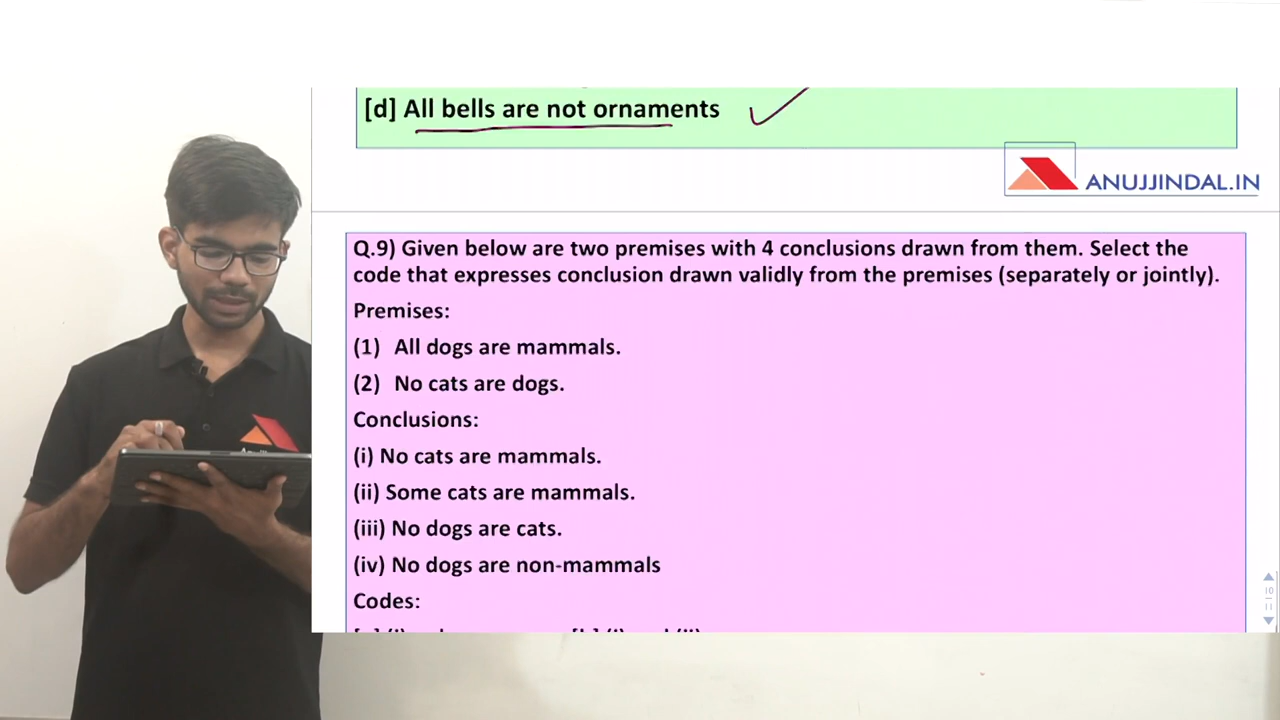 [d] All bells are not ornaments
ANUJJINDAL.IN
Q.9) Given below are two premises with 4 conclusions drawn from them. Select the
code that expresses conclusion drawn validly from the premises (separately or jointly).
Premises:
(1) All dogs are mammals.
(2) No cats are dogs.
Conclusions:
(i) No cats are mammals.
(ii) Some cats are mammals.
(iii) No dogs are cats.
(iv) No dogs are non-mammals
Codes:
10
11